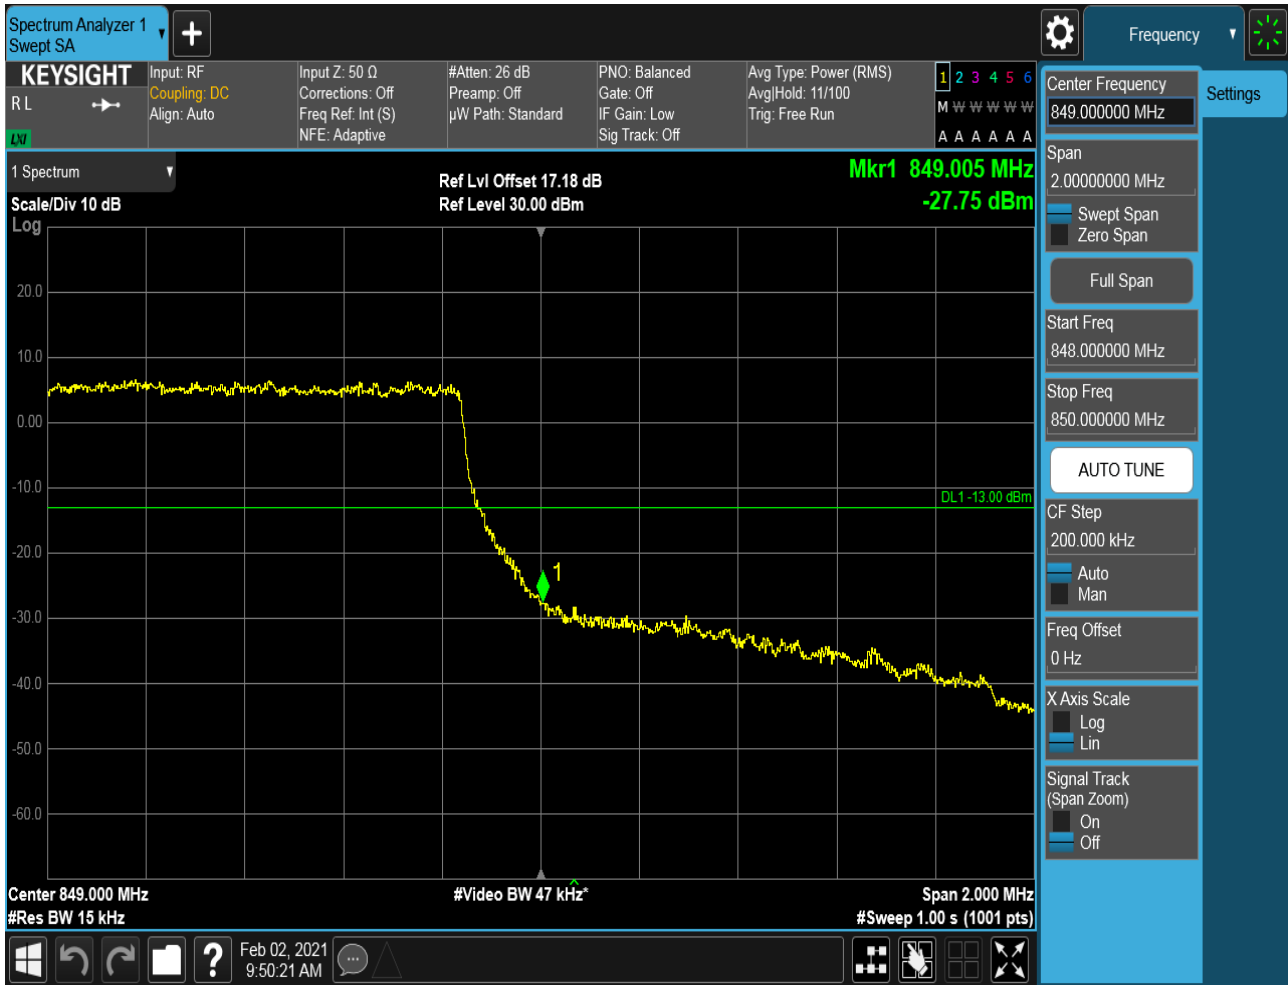 Spectrum Analyzer 1
Swept SA
+
Frequency
KEYSIGHT
R L
LXI
Input: RF
Coupling: DC
Align: Auto
Input Z: 50 Ω
Corrections: Off
Freq Ref: Int (S)
NFE: Adaptive
#Atten: 26 dB
Preamp: Off
µW Path: Standard
PNO: Balanced
Gate: Off
IF Gain: Low
Sig Track: Off
Avg Type: Power (RMS)
Avg|Hold: 11/100
Trig: Free Run
1 2 3 4 5 6
M W W W W W
A A A A A A
1 Spectrum
Scale/Div 10 dB
Log
Ref Lvl Offset 17.18 dB
Ref Level 30.00 dBm
Mkr1 849.005 MHz
-27.75 dBm
20.0
10.0
0.00
-10.0
-20.0
-30.0
-40.0
-50.0
-60.0
DL1 -13.00 dBm
1
Center 849.000 MHz
#Res BW 15 kHz
#Video BW 47 kHz*
Span 2.000 MHz
#Sweep 1.00 s (1001 pts)
Center Frequency
849.000000 MHz
Settings
Span
2.00000000 MHz
Swept Span
Zero Span
Full Span
Start Freq
848.000000 MHz
Stop Freq
850.000000 MHz
AUTO TUNE
CF Step
200.000 kHz
Auto
Man
Freq Offset
0 Hz
X Axis Scale
Log
Lin
Signal Track
(Span Zoom)
On
Off
?
Feb 02, 2021
9:50:21 AM